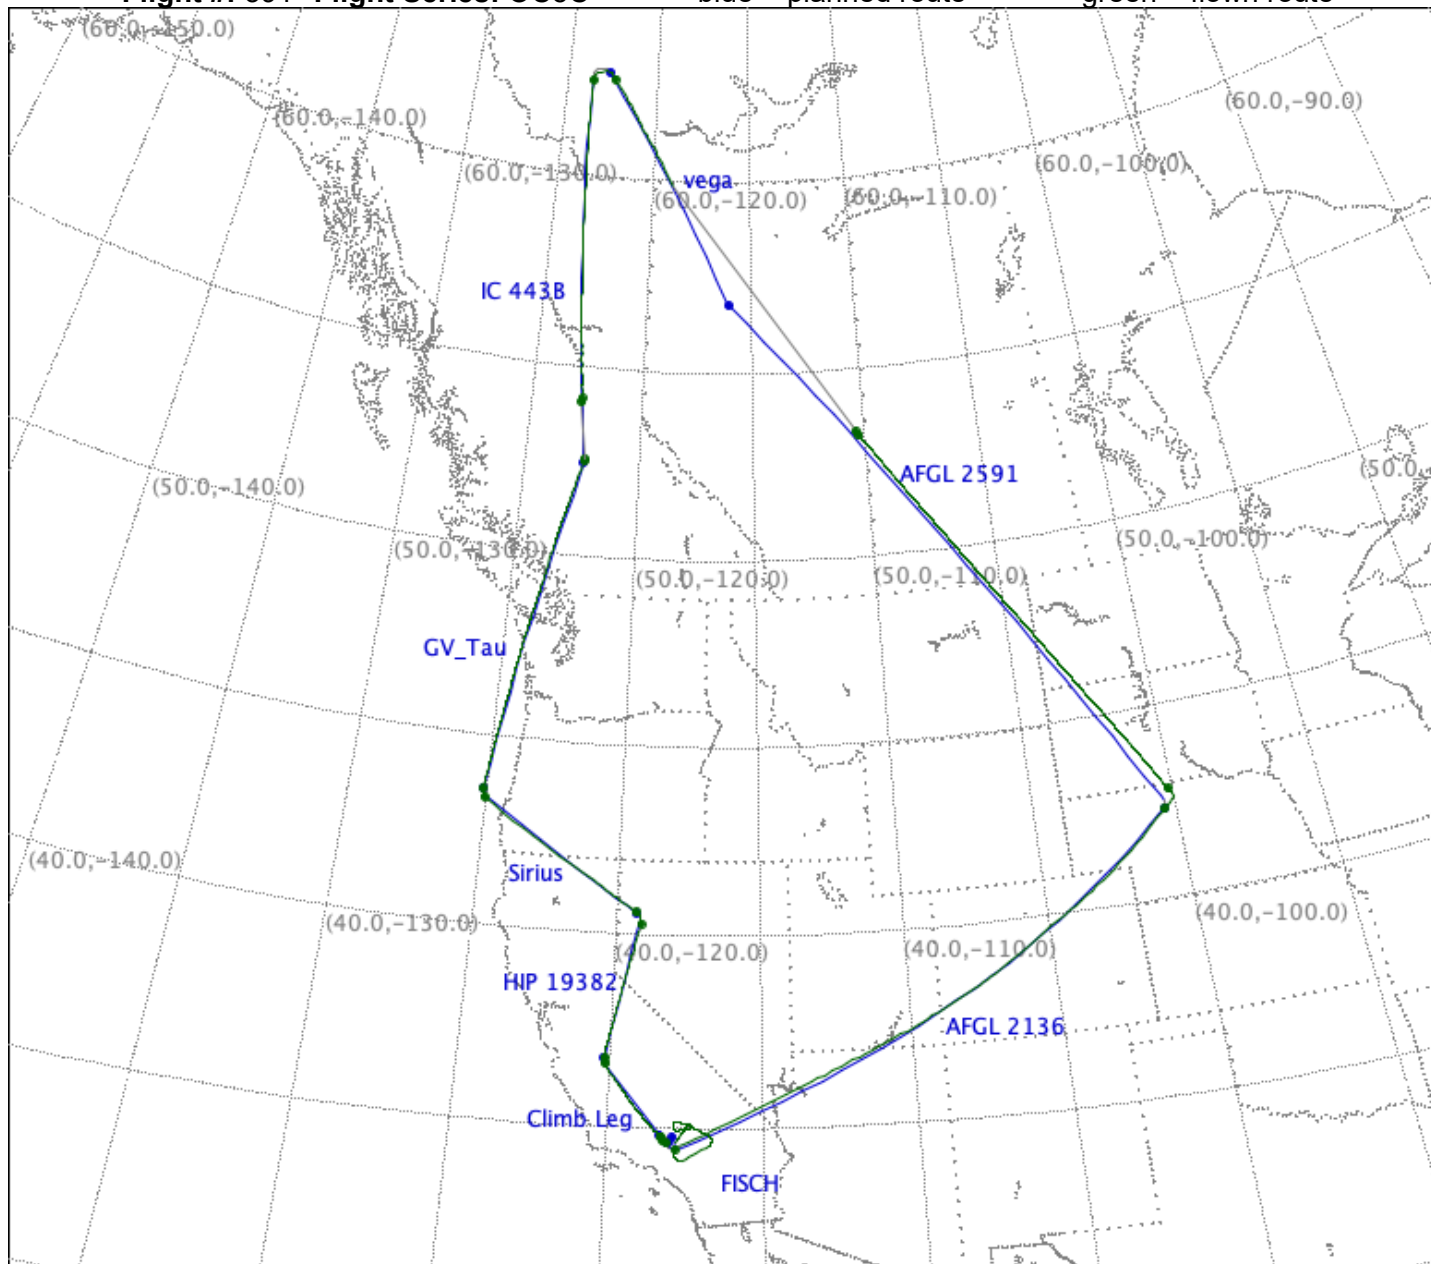 blue = planned route green = flown route
(60.0,-150.0)
(60.0,-90.0)
(60.0,-140.0)
(60.0,-100.0)
(60.0,-130.0)
vega
(60.0,-120.0)
(60.0,-110.0)
IC 443B
(50.0,
AFGL 2591
(50.0,-140.0)
(50.0,-100.0)
(50.0,-130.0)
(50.0,-120.0)
(50.0,-110.0)
GV_Tau
(40.0,-140.0)
Sirius
(40.0,-100.0)
(40.0,-130.0)
(40.0,-120.0)
(40.0,-110.0)
HIP 19382
AFGL 2136
Climb Leg
FISCH